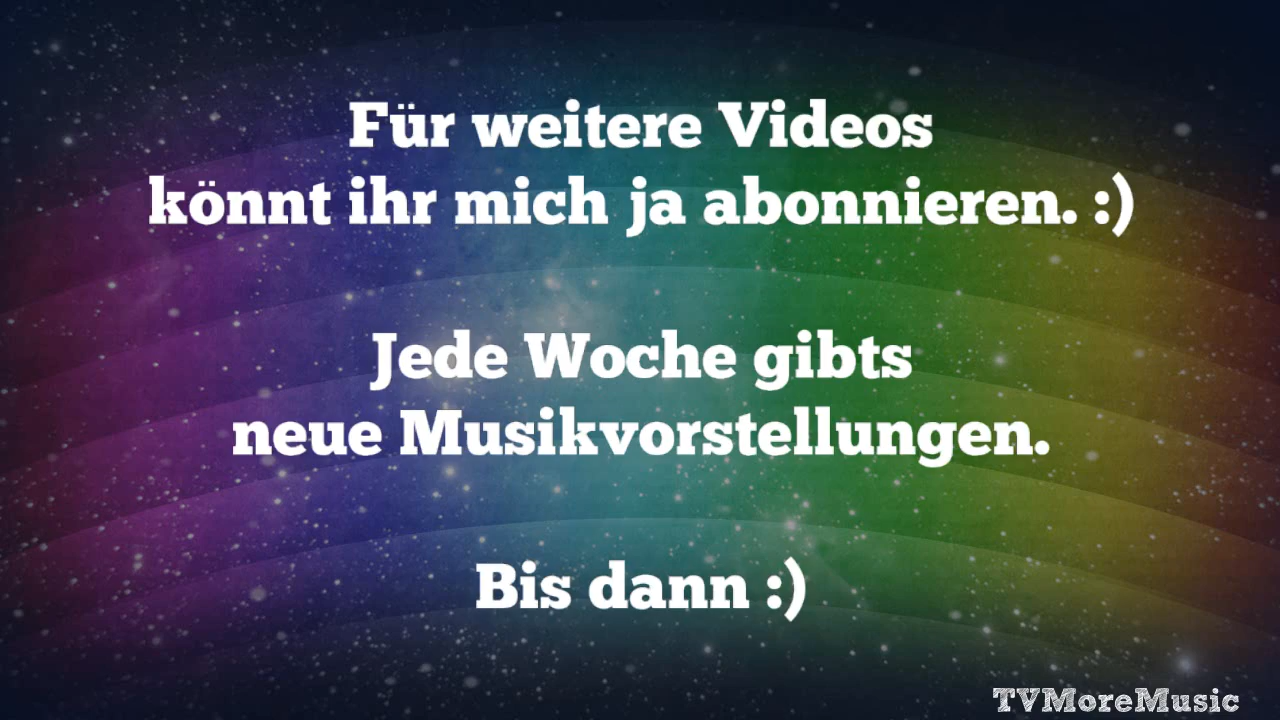 Für weitere Videos
könnt ihr mich ja abonnieren. :)
Jede Woche gibts
neue Musikvorstellungen.
Bis dann :)
TVMoreMusic